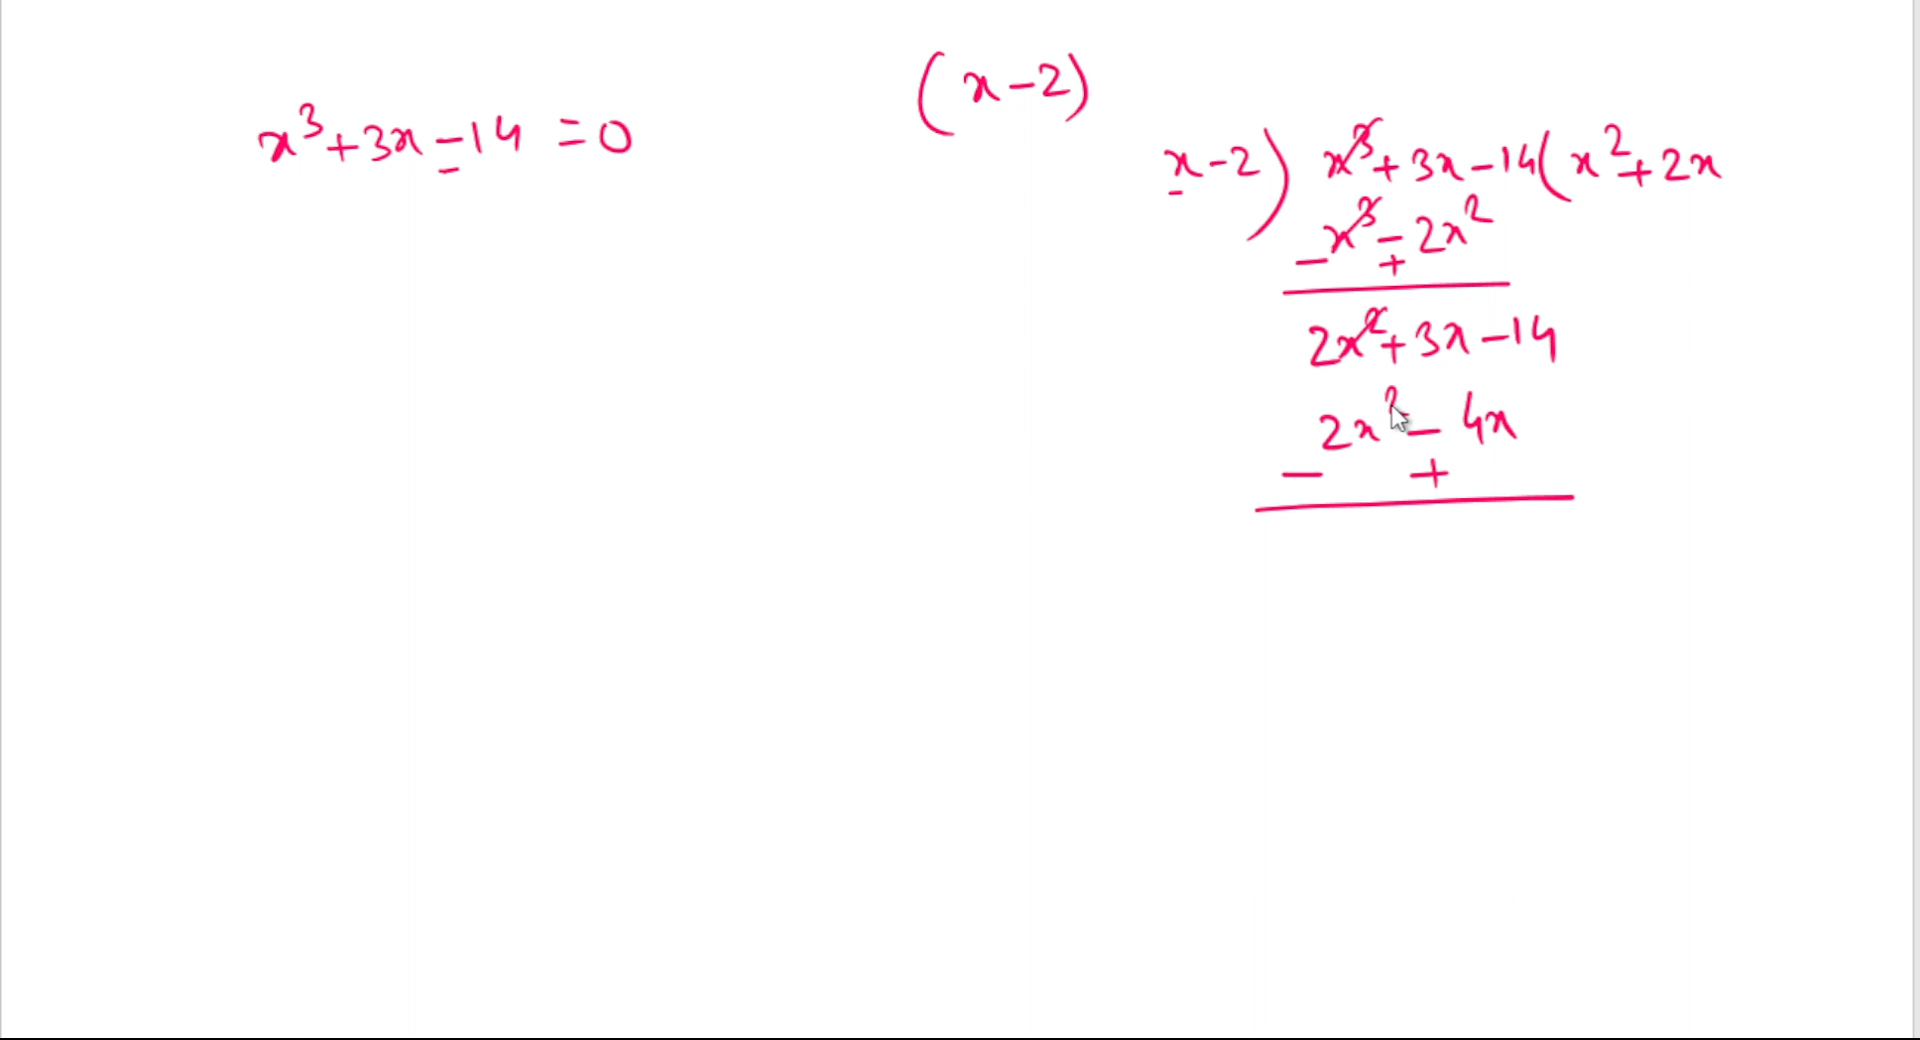 x³+3x-14=0
(x-2)
x-2) x³+3x-14(x²+2x
x³-2x²
- +
2x²+3x-14
2x²-4x
- +